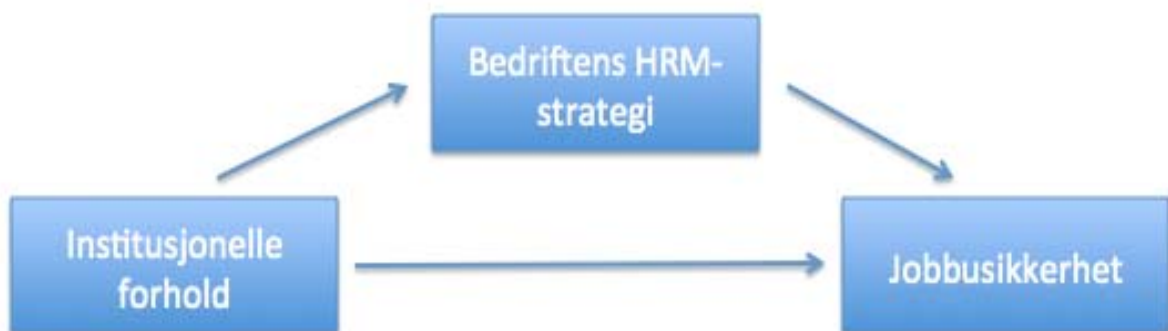 Bedriftens HRM-
strategi
Institusjonelle
forhold
Jobbusikkerhet